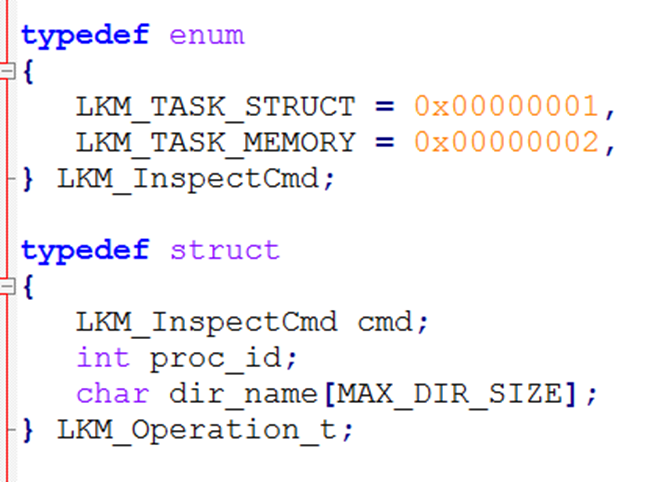 typedef enum
{
   LKM_TASK_STRUCT = 0x00000001,
   LKM_TASK_MEMORY = 0x00000002,
} LKM_InspectCmd;

typedef struct
{
   LKM_InspectCmd cmd;
   int proc_id;
   char dir_name[MAX_DIR_SIZE];
} LKM_Operation_t;